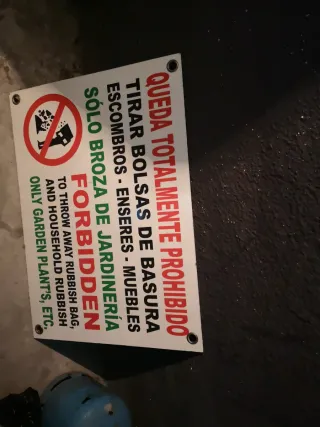 QUEDA TOTALMENTE PROHIBIDO
TIRAR BOLSAS DE BASURA
ESCOMBROS - ENSERES - MUEBLES
SÓLO BROZA DE JARDINERÍA
FORBIDDEN
TO THROW AWAY RUBBISH BAG,
AND HOUSEHOLD RUBBISH
ONLY GARDEN PLANT'S, ETC.